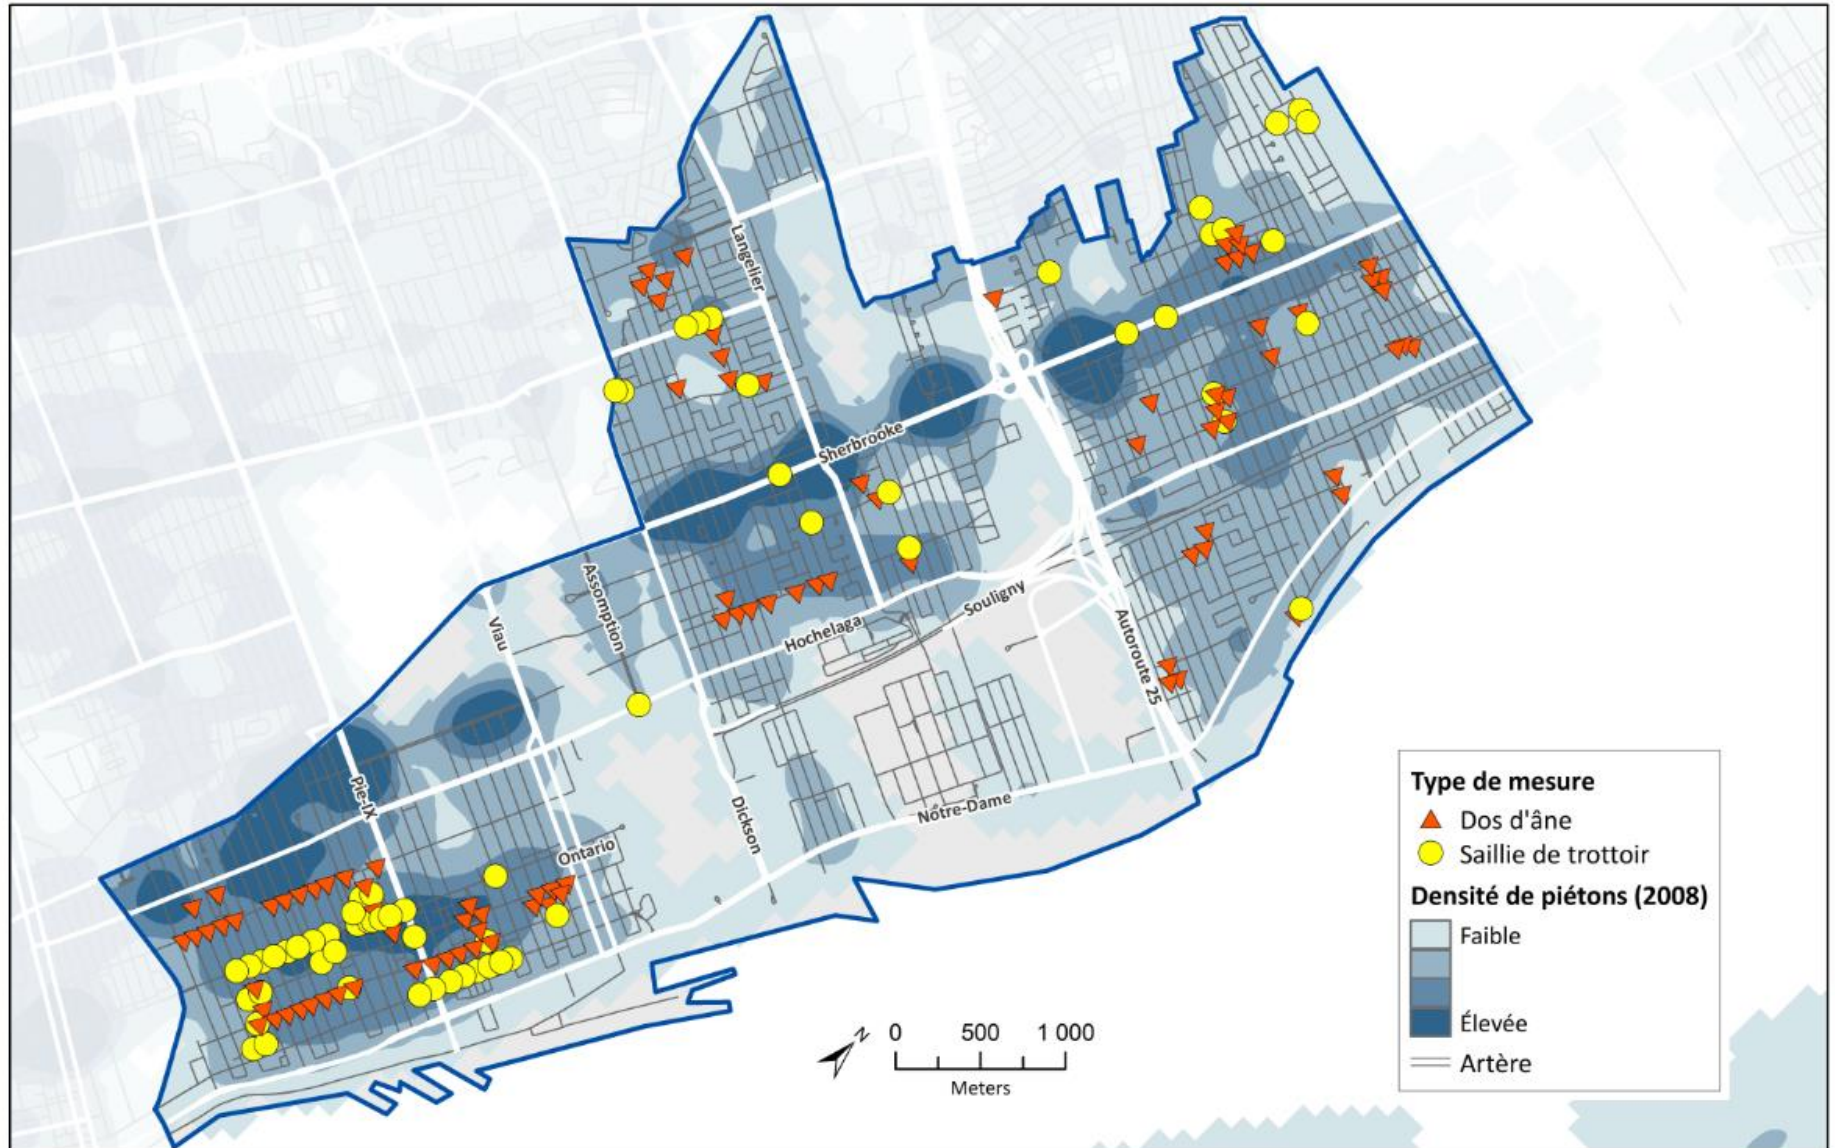 Langelier
Sherbrooke
Assomption
Viau
Hochelaga
Souligny
Autoroute 25
Pie-IX
Dickson
Notre-Dame
Ontario
N
0 500 1 000
Meters
Type de mesure
Dos d'âne
Saillie de trottoir
Densité de piétons (2008)
Faible
Élevée
Artère